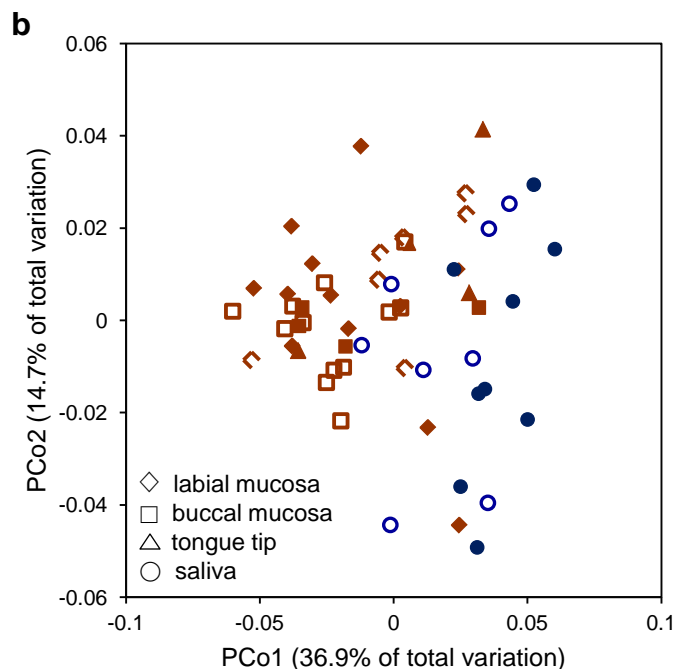 b
0.06
0.04
0.02
0
-0.02
-0.04
-0.06
PCo2 (14.7% of total variation)
labial mucosa
buccal mucosa
tongue tip
saliva
-0.1 -0.05 0 0.05 0.1
PCo1 (36.9% of total variation)